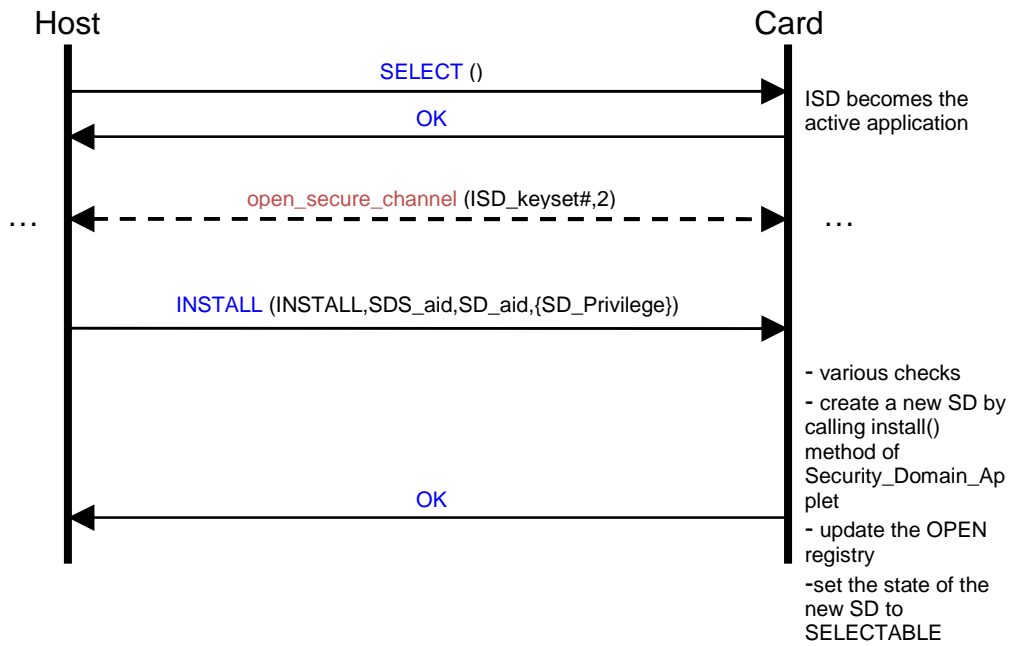 Host
Card
SELECT ()
ISD becomes the
active application
OK
open_secure_channel (ISD_keyset#,2)
…
…
INSTALL (INSTALL,SDS_aid,SD_aid,{SD_Privilege})
- various checks
- create a new SD by
calling install()
method of
Security_Domain_Ap
plet
OK
- update the OPEN
registry
-set the state of the
new SD to
SELECTABLE